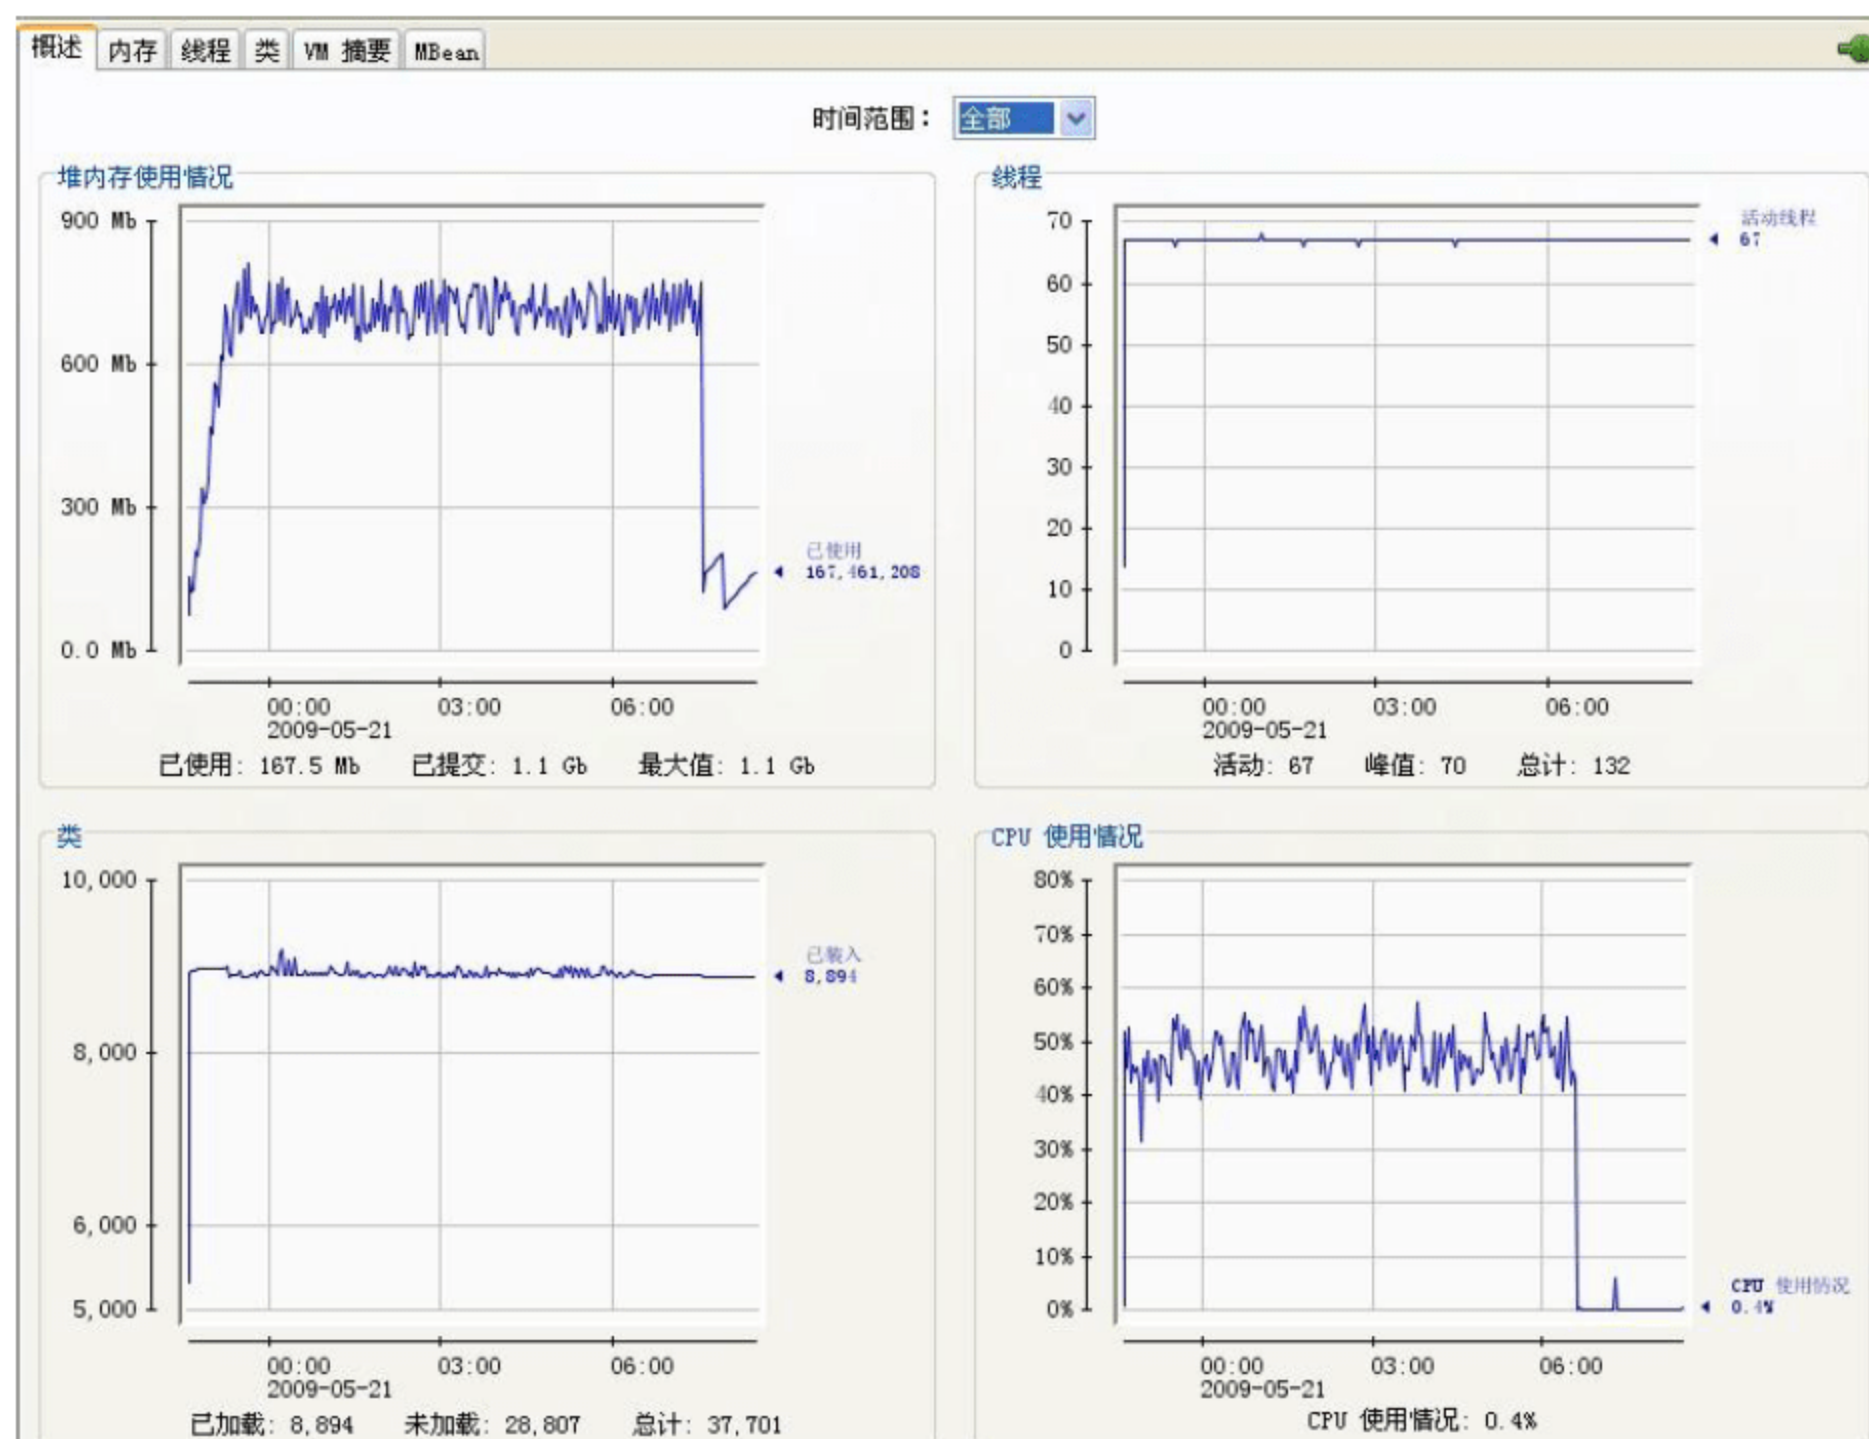 概述 内存 线程 类 VM 摘要 MBean
时间范围： 全部
堆内存使用情况
900 Mb
600 Mb
300 Mb
0.0 Mb
已使用
167,461,208
00:00 03:00 06:00
2009-05-21
已使用: 167.5 Mb 已提交: 1.1 Gb 最大值: 1.1 Gb
线程
70
60
50
40
30
20
10
0
活动线程
67
00:00 03:00 06:00
2009-05-21
活动: 67 峰值: 70 总计: 132
类
10,000
8,000
6,000
5,000
已装入
8,894
00:00 03:00 06:00
2009-05-21
已加载: 8,894 未加载: 28,807 总计: 37,701
CPU 使用情况
80%
70%
60%
50%
40%
30%
20%
10%
0%
CPU 使用情况
0.4%
00:00 03:00 06:00
2009-05-21
CPU 使用情况: 0.4%